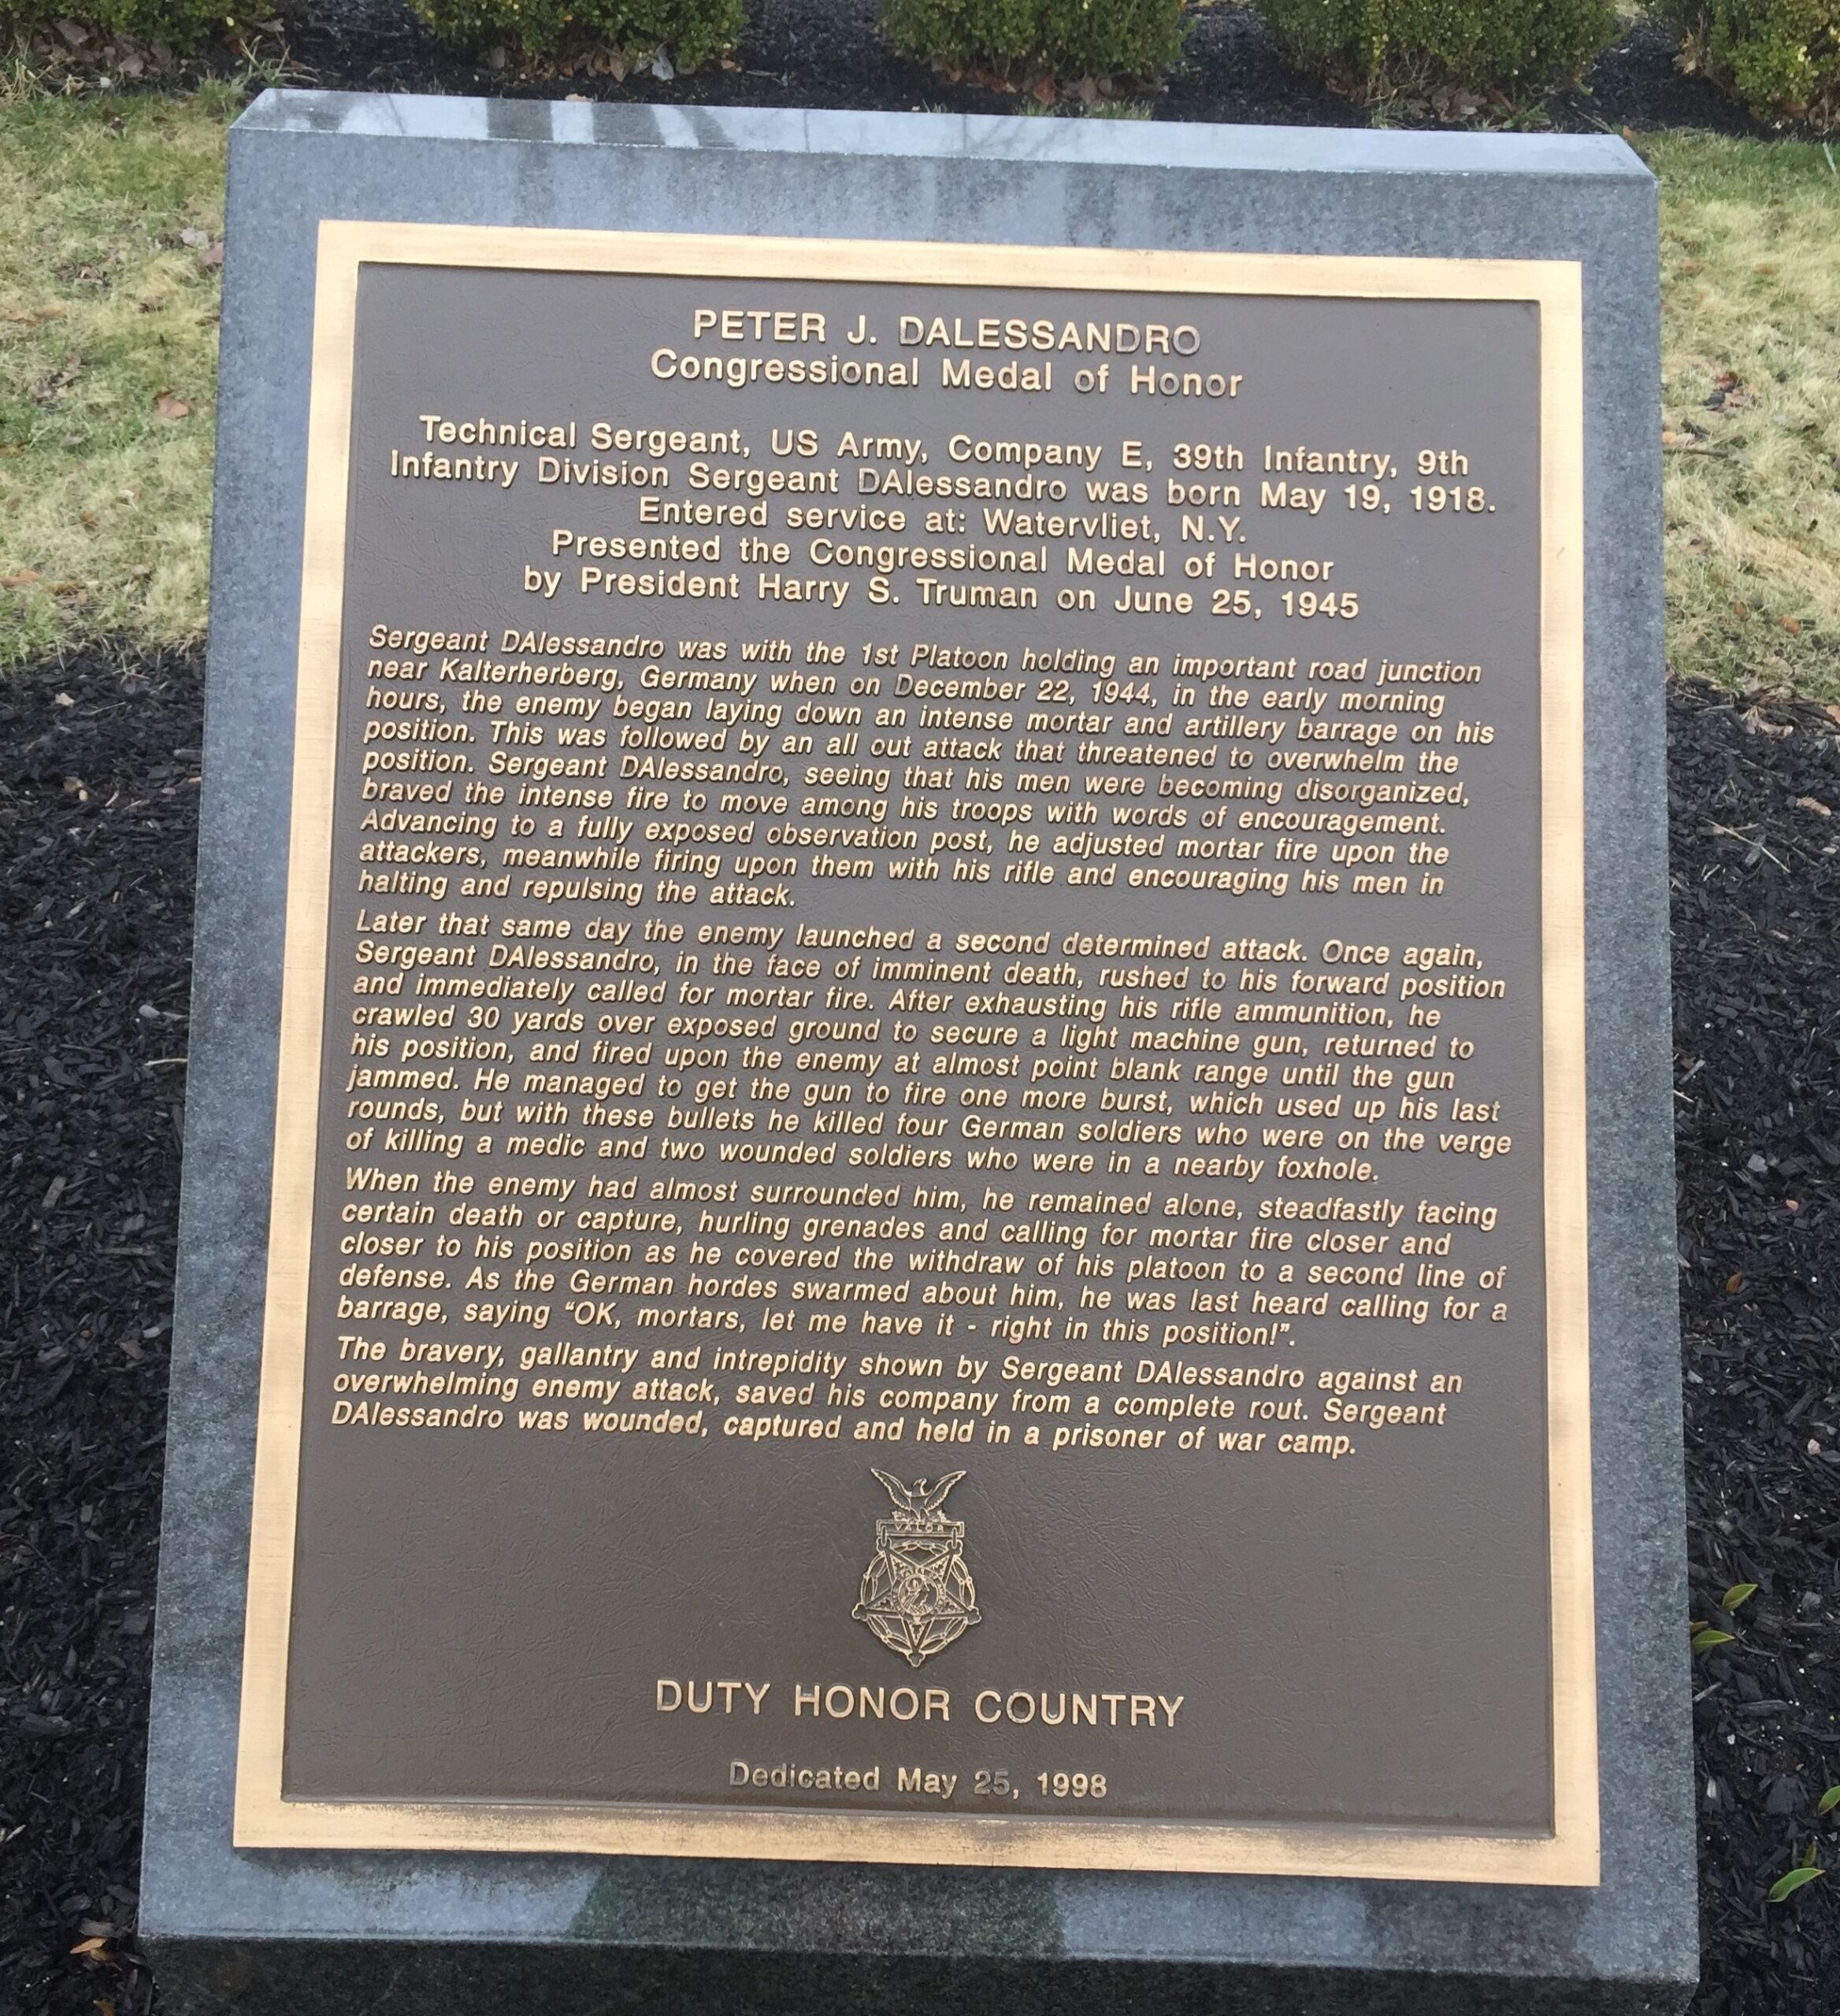 PETER J. DALESSANDRO
Congressional Medal of Honor
Technical Sergeant, US Army, Company E, 39th Infantry, 9th
Infantry Division Sergeant DAlessandro was born May 19, 1918.
Entered service at: Watervliet, N.Y.
Presented the Congressional Medal of Honor
by President Harry S. Truman on June 25, 1945
Sergeant DAlessandro was with the 1st Platoon holding an important road junction
near Kalterherberg, Germany when on December 22, 1944, in the early morning
hours, the enemy began laying down an intense mortar and artillery barrage on his
position. This was followed by an all out attack that threatened to overwhelm the
position. Sergeant DAlessandro, seeing that his men were becoming disorganized,
braved the intense fire to move among his troops with words of encouragement.
Advancing to a fully exposed observation post, he adjusted mortar fire upon the
attackers, meanwhile firing upon them with his rifle and encouraging his men in
halting and repulsing the attack.
Later that same day the enemy launched a second determined attack. Once again,
Sergeant DAlessandro, in the face of imminent death, rushed to his forward position
and immediately called for mortar fire. After exhausting his rifle ammunition, he
crawled 30 yards over exposed ground to secure a light machine gun, returned to
his position, and fired upon the enemy at almost point blank range until the gun
jammed. He managed to get the gun to fire one more burst, which used up his last
rounds, but with these bullets he killed four German soldiers who were on the verge
of killing a medic and two wounded soldiers who were in a nearby foxhole.
When the enemy had almost surrounded him, he remained alone, steadfastly facing
certain death or capture, hurling grenades and calling for mortar fire closer and
closer to his position as he covered the withdraw of his platoon to a second line of
defense. As the German hordes swarmed about him, he was last heard calling for a
barrage, saying “OK, mortars, let me have it - right in this position!”.
The bravery, gallantry and intrepidity shown by Sergeant DAlessandro against an
overwhelming enemy attack, saved his company from a complete rout. Sergeant
DAlessandro was wounded, captured and held in a prisoner of war camp.
VALOR
DUTY HONOR COUNTRY
Dedicated May 25, 1998